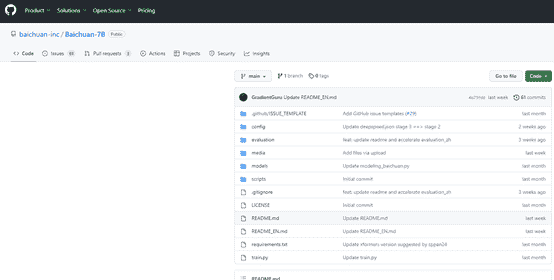 Product Solutions Open Source Pricing
baichuan-inc / Baichuan-7B Public
Code Issues Pull requests 3 Actions Projects Security Insights
main 1 branch 0 tags Go to file Code
GradientGuru Update README_EN.md last week 61 commits
.github/ISSUE_TEMPLATE Add GitHub issue templates last month
config Update deepspeed.json stage 3 ==> stage 2 2 weeks ago
evaluation feat: update readme and accelerate evaluation_zh 3 weeks ago
media Add files via upload last week
models Update modeling_baichuan.py last month
scripts Initial commit last month
.gitignore feat: update readme and accelerate evaluation_zh 3 weeks ago
LICENSE Initial commit last month
README.md Update README.md last week
README_EN.md Update README_EN.md last week
requirements.txt Update xformers version suggested by last month
train.py Update train.py last month
README.md